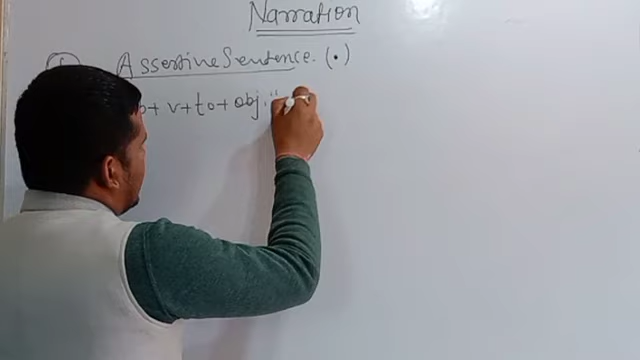 Narration
Assertive Sentence. (.)
+ v + to + obj. "